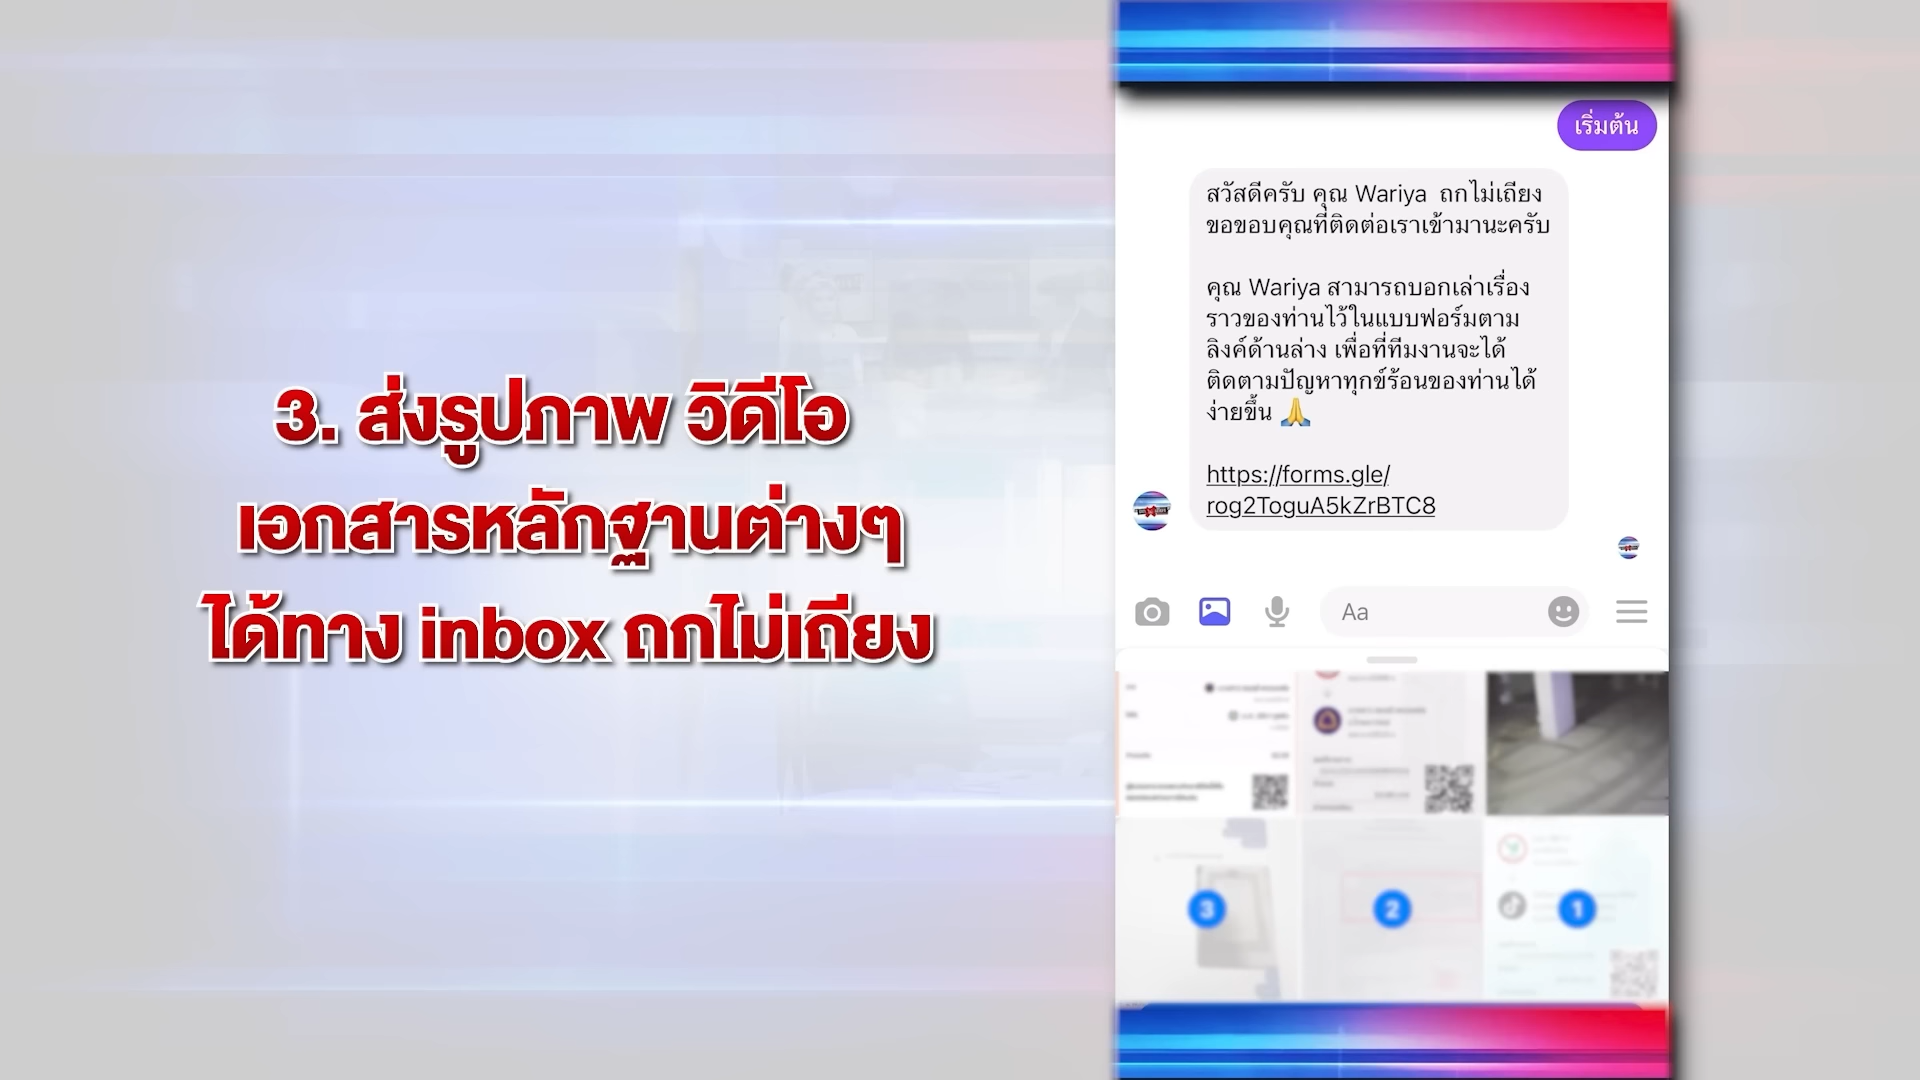 3. ส่งรูปภาพ วิดีโอ
เอกสารหลักฐานต่างๆ
ได้ทาง inbox ถกไม่เถียง
เริ่มต้น
สวัสดีครับ คุณ Wariya ถกไม่เถียง
ขอขอบคุณที่ติดต่อเราเข้ามานะครับ
คุณ Wariya สามารถบอกเล่าเรื่อง
ราวของท่านไว้ในแบบฟอร์มตาม
ลิงค์ด้านล่าง เพื่อที่ทีมงานจะได้
ติดตามปัญหาทุกข์ร้อนของท่านได้
ง่ายขึ้น 🙏
https://forms.gle/
rog2ToguA5kZrBTC8
Aa
3
2
1